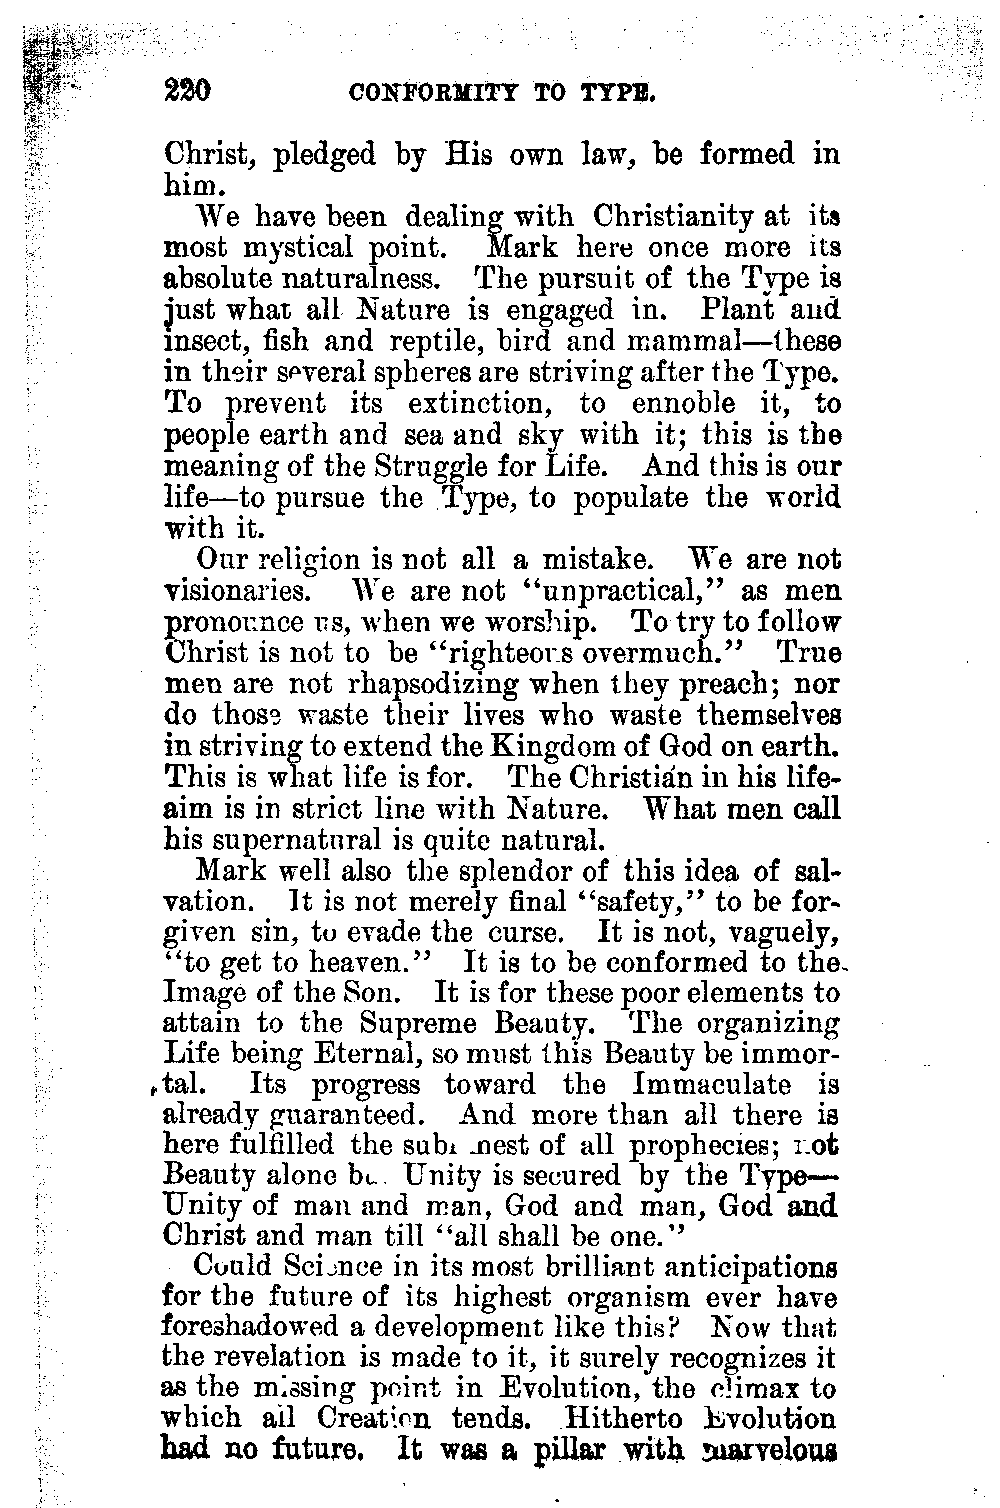 220 CONFORMITY TO TYPE.
Christ, pledged by His own law, be formed in
him.
We have been dealing with Christianity at its
most mystical point. Mark here once more its
absolute naturalness. The pursuit of the Type is
just what all Nature is engaged in. Plant and
insect, fish and reptile, bird and mammal—these
in their several spheres are striving after the Type.
To prevent its extinction, to ennoble it, to
people earth and sea and sky with it; this is the
meaning of the Struggle for Life. And this is our
life—to pursue the Type, to populate the world
with it.
Our religion is not all a mistake. We are not
visionaries. We are not “unpractical,” as men
pronounce us, when we worship. To try to follow
Christ is not to be “righteous overmuch.” True
men are not rhapsodizing when they preach; nor
do those waste their lives who waste themselves
in striving to extend the Kingdom of God on earth.
This is what life is for. The Christian in his life-
aim is in strict line with Nature. What men call
his supernatural is quite natural.
Mark well also the splendor of this idea of sal-
vation. It is not merely final “safety,” to be for-
given sin, to evade the curse. It is not, vaguely,
“to get to heaven.” It is to be conformed to the
Image of the Son. It is for these poor elements to
attain to the Supreme Beauty. The organizing
Life being Eternal, so must this Beauty be immor-
tal. Its progress toward the Immaculate is
already guaranteed. And more than all there is
here fulfilled the sublimest of all prophecies; not
Beauty alone but Unity is secured by the Type—
Unity of man and man, God and man, God and
Christ and man till “all shall be one.”
Could Science in its most brilliant anticipations
for the future of its highest organism ever have
foreshadowed a development like this? Now that
the revelation is made to it, it surely recognizes it
as the missing point in Evolution, the climax to
which all Creation tends. Hitherto Evolution
had no future. It was a pillar with marvelous